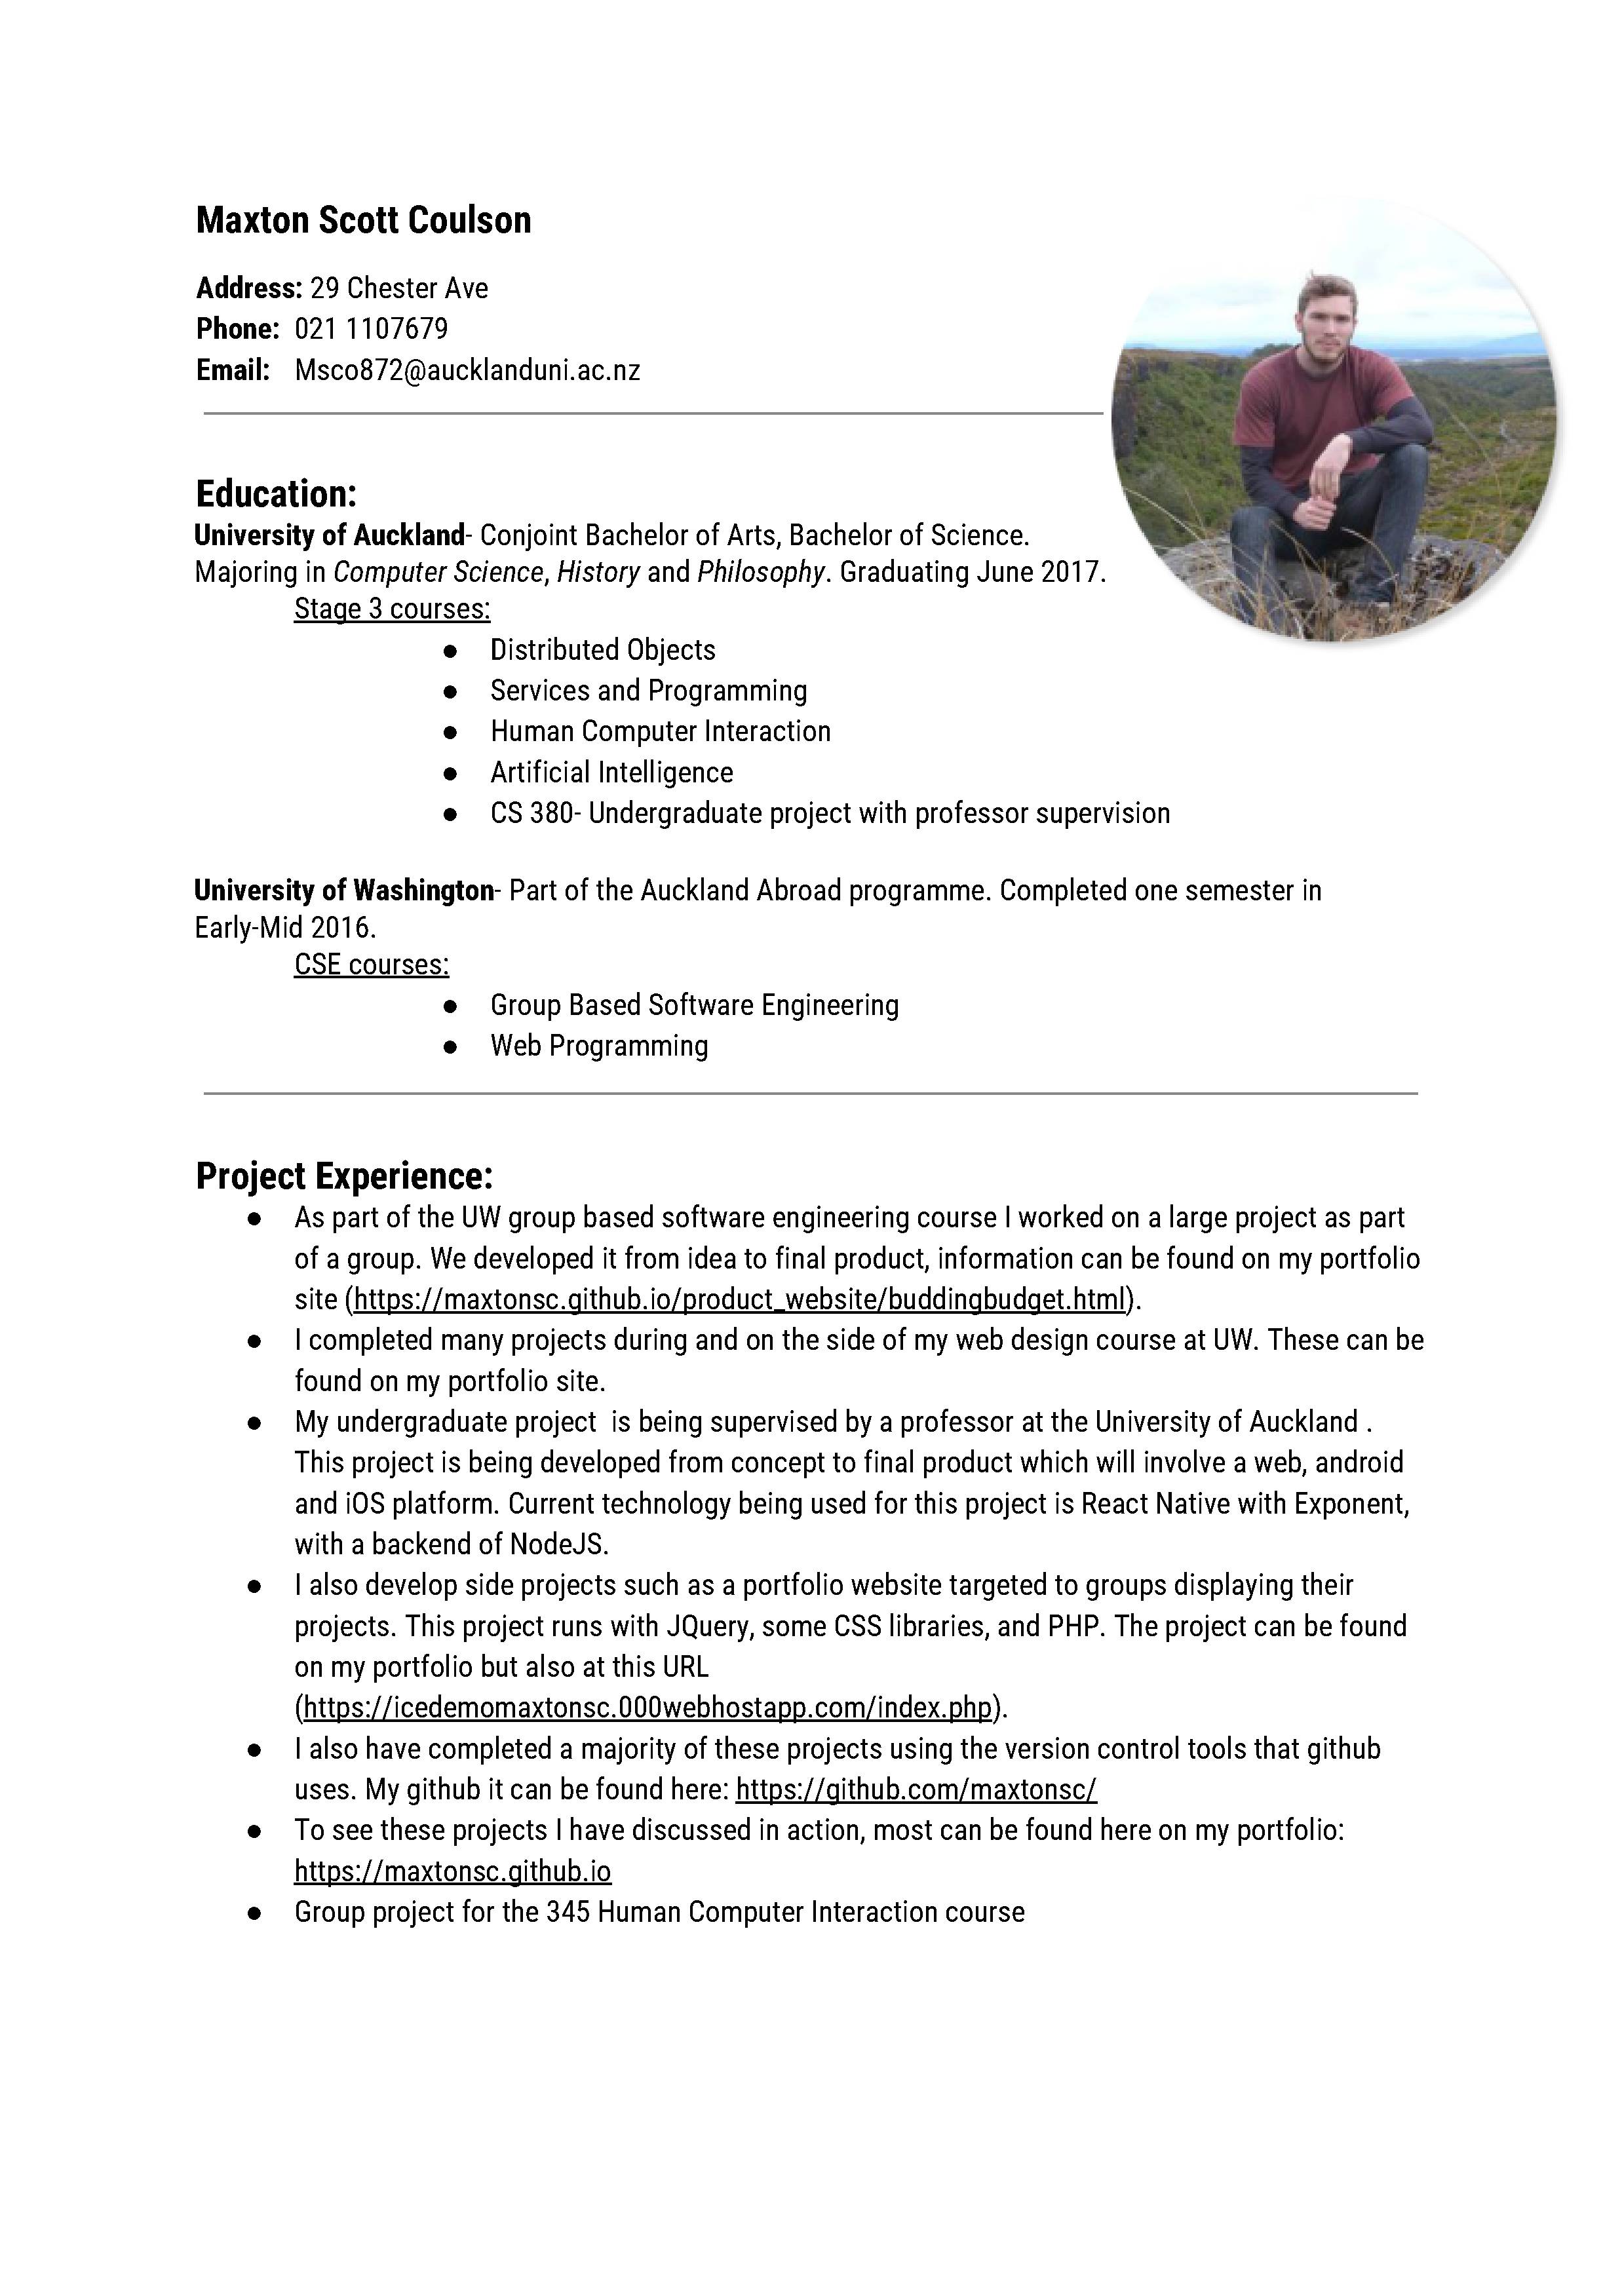 Maxton Scott Coulson
Address: 29 Chester Ave
Phone: 021 1107679
Email: Msco872@aucklanduni.ac.nz
Education:
University of Auckland- Conjoint Bachelor of Arts, Bachelor of Science.
Majoring in Computer Science, History and Philosophy. Graduating June 2017.
Stage 3 courses:
● Distributed Objects
● Services and Programming
● Human Computer Interaction
● Artificial Intelligence
● CS 380- Undergraduate project with professor supervision
University of Washington- Part of the Auckland Abroad programme. Completed one semester in
Early-Mid 2016.
CSE courses:
● Group Based Software Engineering
● Web Programming
Project Experience:
● As part of the UW group based software engineering course I worked on a large project as part
of a group. We developed it from idea to final product, information can be found on my portfolio
site (https://maxtonsc.github.io/product_website/buddingbudget.html).
● I completed many projects during and on the side of my web design course at UW. These can be
found on my portfolio site.
● My undergraduate project  is being supervised by a professor at the University of Auckland .
This project is being developed from concept to final product which will involve a web, android
and iOS platform. Current technology being used for this project is React Native with Exponent,
with a backend of NodeJS.
● I also develop side projects such as a portfolio website targeted to groups displaying their
projects. This project runs with JQuery, some CSS libraries, and PHP. The project can be found
on my portfolio but also at this URL
(https://icedemomaxtonsc.000webhostapp.com/index.php).
● I also have completed a majority of these projects using the version control tools that github
uses. My github it can be found here: https://github.com/maxtonsc/
● To see these projects I have discussed in action, most can be found here on my portfolio:
https://maxtonsc.github.io
● Group project for the 345 Human Computer Interaction course